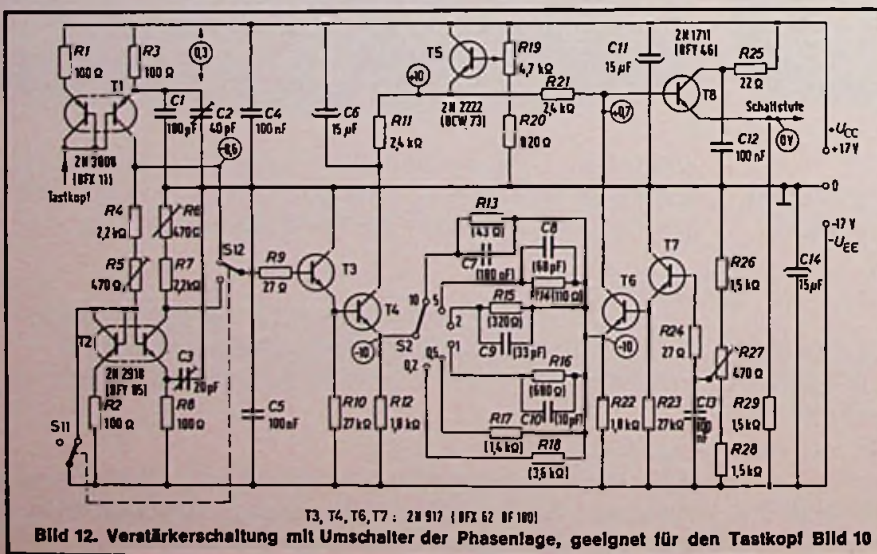 R1
100 Ω
R3
100 Ω
0,3
T1
C1
180 pF
C2
40 pF
C4
100 nF
C6
15 µF
+10
R11
2,4 kΩ
T5
2N 2222
(BCW 73)
R19
4,7 kΩ
R20
820 Ω
R21
2,4 kΩ
+0,7
C11
15 µF
2N 1711
(BFY 46)
T8
R25
22 Ω
Schaltstufe
0V
C12
100 nF
+UCC
+17V
0
-17V
-UEE
2N 3808
(BFX 11)
Tastkopf
-0,6
R4
2,2 kΩ
R6
470 Ω
R5
470 Ω
R7
2,2 kΩ
S12
R9
27 Ω
T3
T4
-10
T2
2N 2918
(BFY 85)
C3
20 pF
S11
R2
100 Ω
R8
100 Ω
C5
100 nF
R10
27 kΩ
R12
1,8 kΩ
R13
(43 Ω)
C7
(180 pF)
C8
(68 pF)
R14 (110 Ω)
R15
(320 Ω)
C9
(33 pF)
R16
(680 Ω)
C10
(10 pF)
R17
(1,4 kΩ)
R18
(3,6 kΩ)
S2
10
5
2
1
0,5
0,2
T6
T7
-10
R22
1,8 kΩ
R23
27 kΩ
R24
27 Ω
C13
100 nF
R26
1,5 kΩ
R27
470 Ω
R28
1,5 kΩ
R29
1,5 kΩ
C14
15 µF
T3, T4, T6, T7 : 2N 917 (BFX 62 BF 180)
Bild 12. Verstärkerschaltung mit Umschalter der Phasenlage, geeignet für den Tastkopf Bild 10